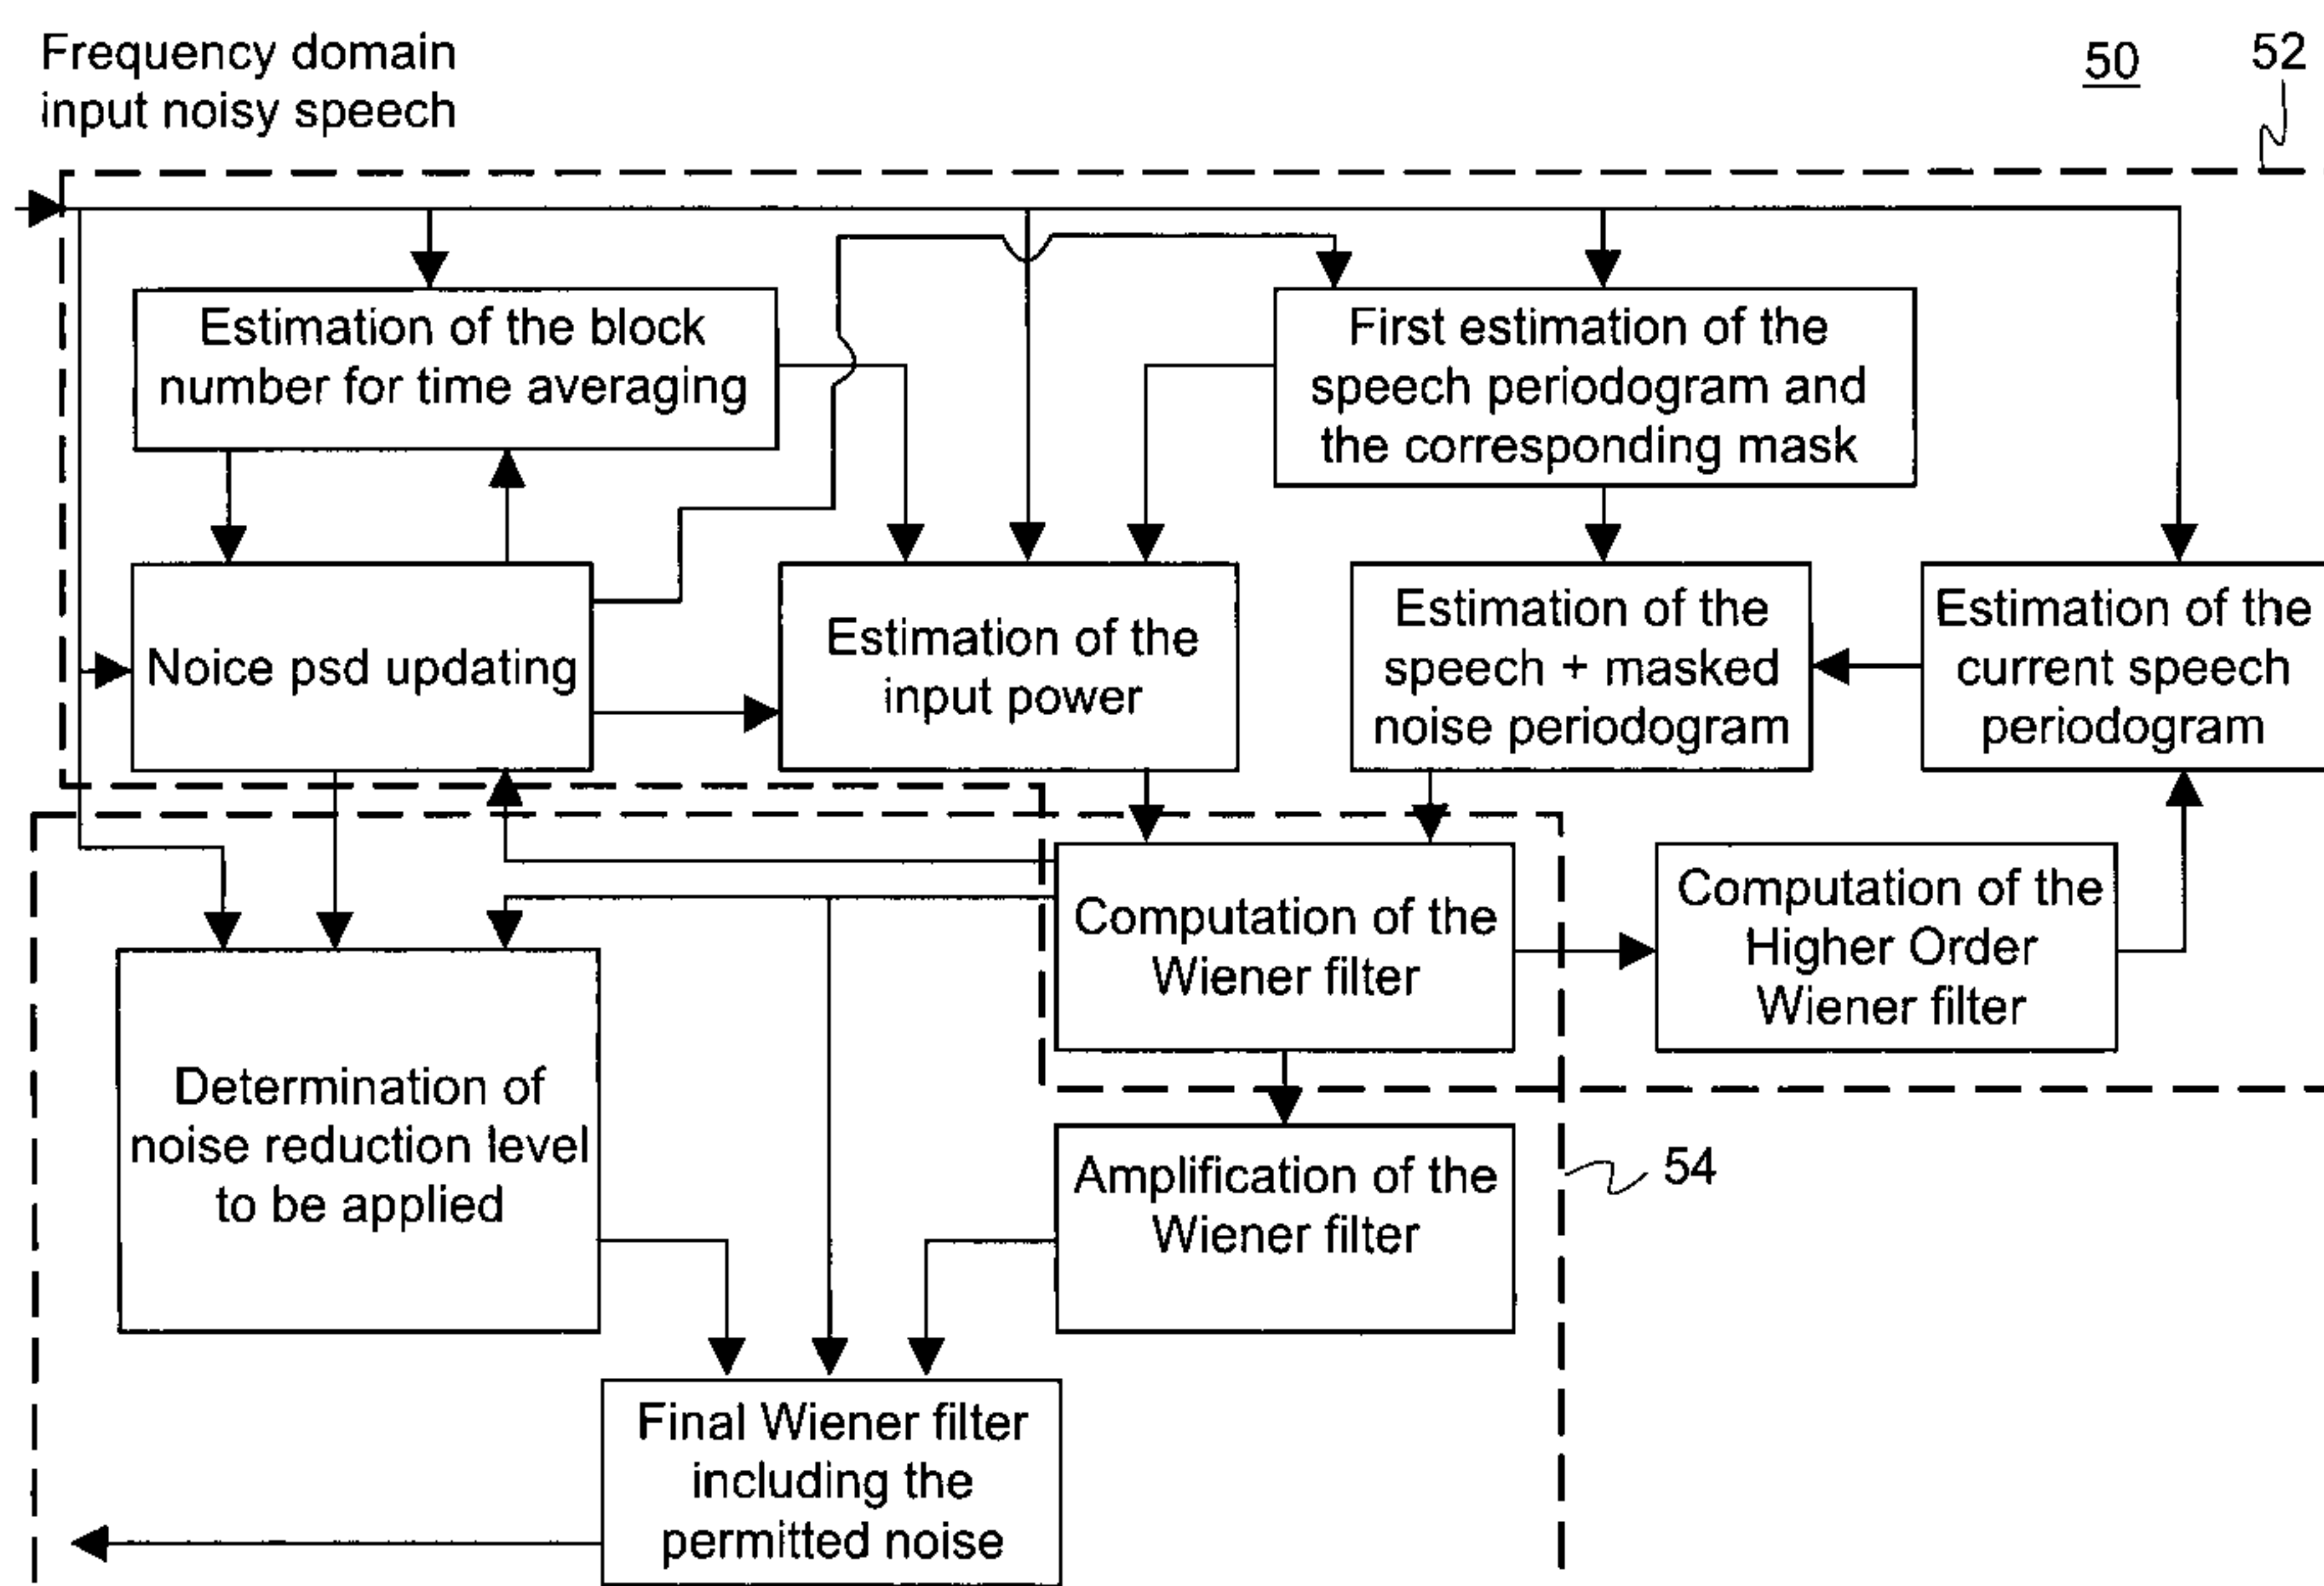 Frequency domain
input noisy speech
50
52
Estimation of the block
number for time averaging
First estimation of the
speech periodogram and
the corresponding mask
Noice psd updating
Estimation of the
input power
Estimation of the
speech + masked
noise periodogram
Estimation of the
current speech
periodogram
Computation of the
Wiener filter
Computation of the
Higher Order
Wiener filter
Determination of
noise reduction level
to be applied
Amplification of the
Wiener filter
54
Final Wiener filter
including the
permitted noise